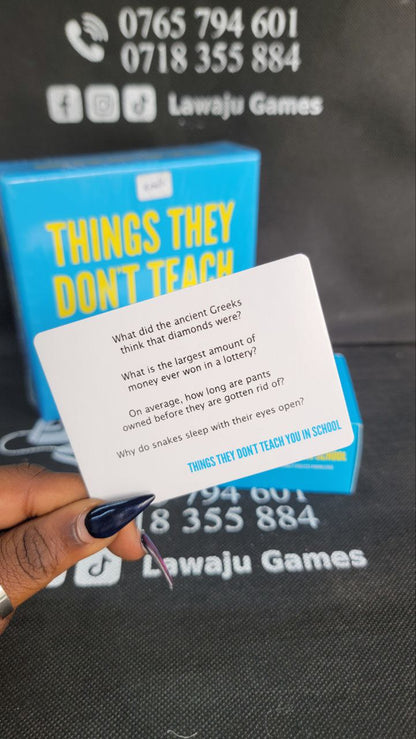 0765 794 601
0718 355 884
Lawaju Games
THINGS THEY
DON'T TEACH
What did the ancient Greeks
think that diamonds were?
What is the largest amount of
money ever won in a lottery?
On average, how long are pants
owned before they are gotten rid of?
Why do snakes sleep with their eyes open?
THINGS THEY DON'T TEACH YOU IN SCHOOL
794 601
18 355 884
Lawaju Games